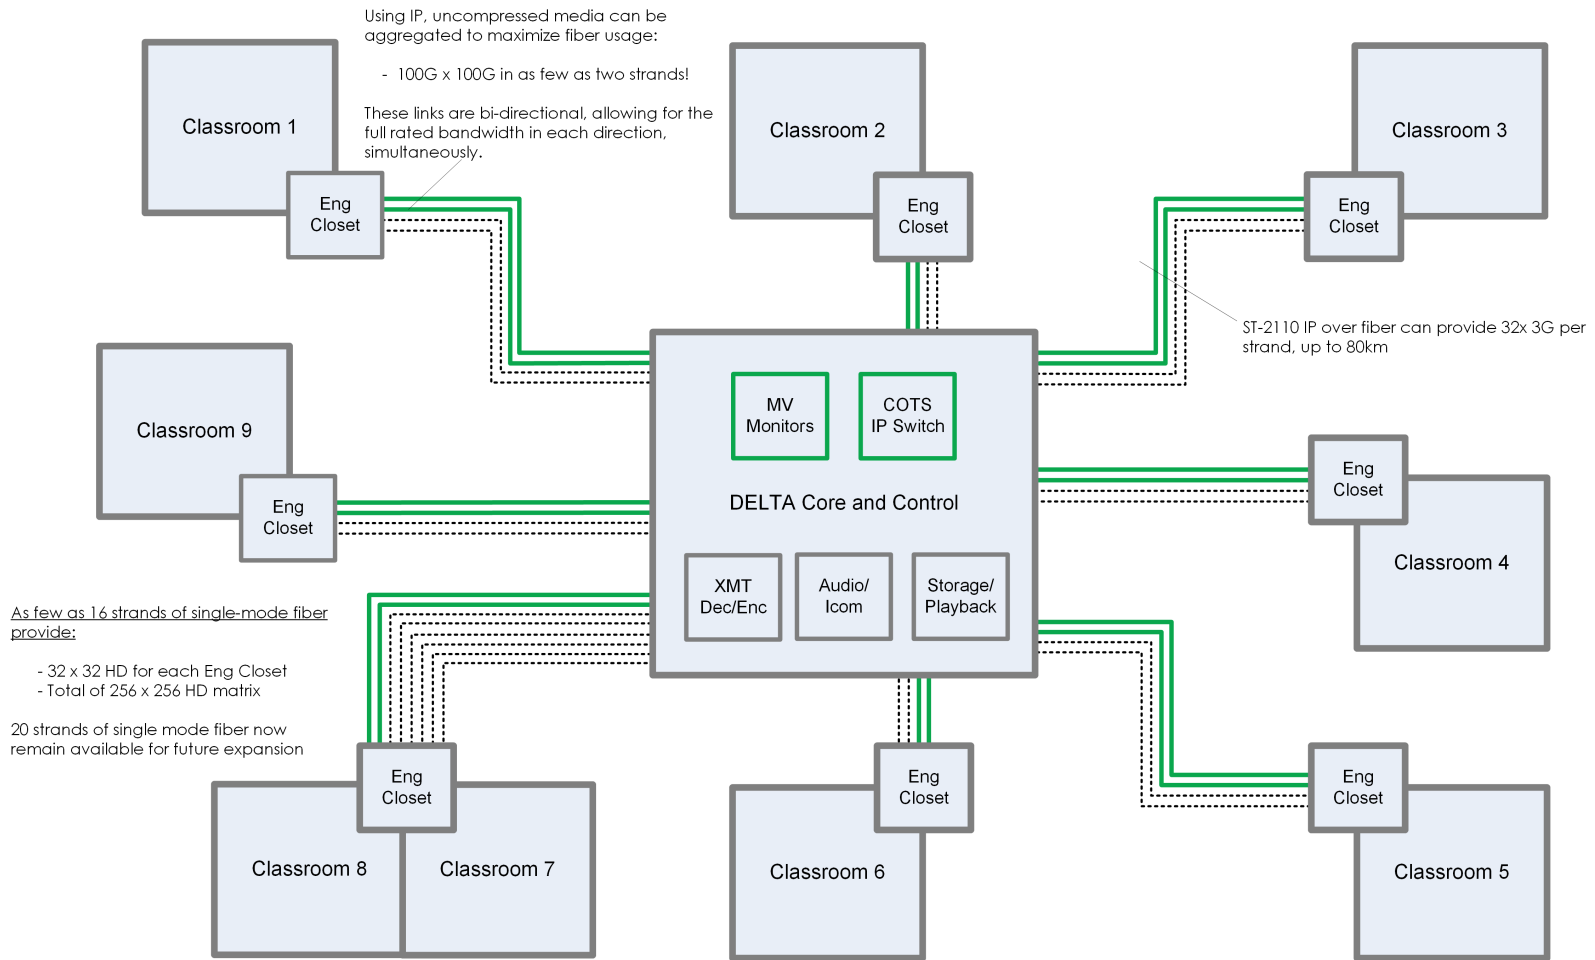 Using IP, uncompressed media can be
aggregated to maximize fiber usage:
- 100G x 100G in as few as two strands!
These links are bi-directional, allowing for the
full rated bandwidth in each direction,
simultaneously.
Classroom 1
Eng
Closet
Classroom 2
Eng
Closet
Classroom 3
Eng
Closet
ST-2110 IP over fiber can provide 32x 3G per
strand, up to 80km
Classroom 9
Eng
Closet
MV
Monitors
COTS
IP Switch
DELTA Core and Control
XMT
Dec/Enc
Audio/
Icom
Storage/
Playback
Eng
Closet
Classroom 4
As few as 16 strands of single-mode fiber
provide:
- 32 x 32 HD for each Eng Closet
- Total of 256 x 256 HD matrix
20 strands of single mode fiber now
remain available for future expansion
Eng
Closet
Classroom 8
Classroom 7
Eng
Closet
Classroom 6
Eng
Closet
Classroom 5